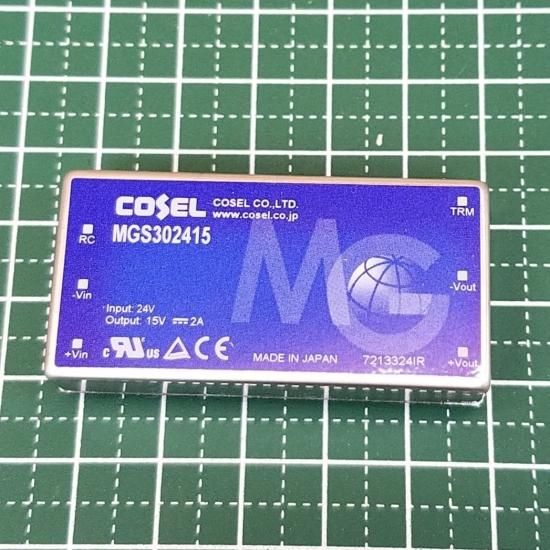 COSEL COSEL CO.,LTD.
www.cosel.co.jp
TRM
RC
MGS302415
MG
-Vin
-Vout
Input: 24V
Output: 15V ⎓ 2A
+Vin
c UR US CE
+Vout
MADE IN JAPAN 7213324IR